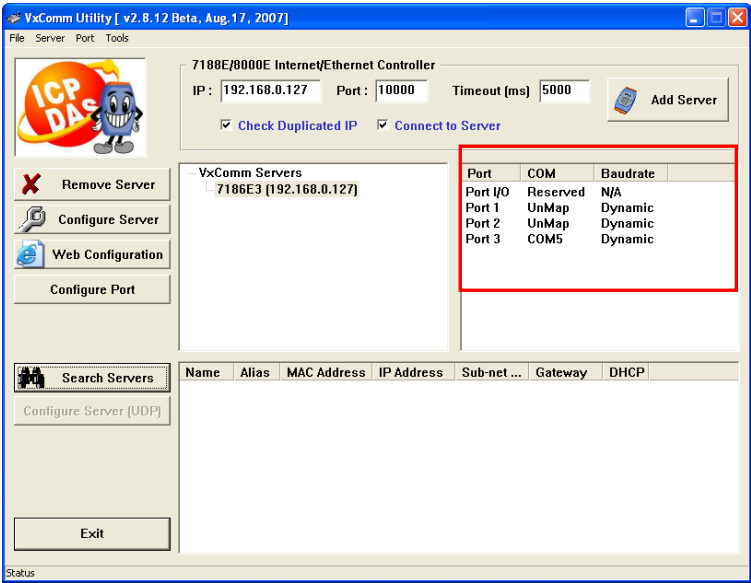 VxComm Utility [ v2.8.12 Beta, Aug.17, 2007]
File Server Port Tools
ICP DAS
7188E/8000E Internet/Ethernet Controller
IP : 192.168.0.127 Port : 10000 Timeout (ms) 5000
Add Server
Check Duplicated IP Connect to Server
Remove Server
Configure Server
Web Configuration
Configure Port
VxComm Servers
7186E3 (192.168.0.127)
Port COM Baudrate
Port I/O Reserved N/A
Port 1 UnMap Dynamic
Port 2 UnMap Dynamic
Port 3 COM5 Dynamic
Search Servers
Configure Server (UDP)
Name Alias MAC Address IP Address Sub-net ... Gateway DHCP
Exit
Status